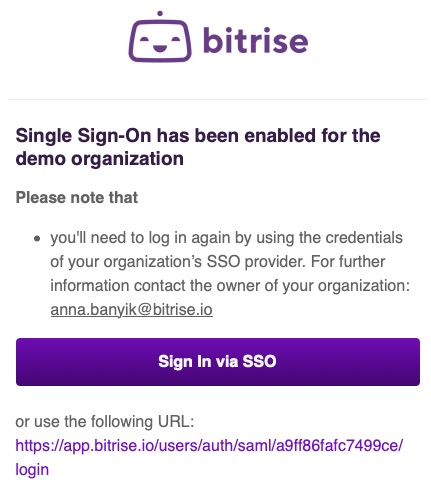 bitrise
Single Sign-On has been enabled for the
demo organization
Please note that
• you'll need to log in again by using the credentials
of your organization’s SSO provider. For further
information contact the owner of your organization:
anna.banyik@bitrise.io
Sign In via SSO
or use the following URL:
https://app.bitrise.io/users/auth/saml/a9ff86fafc7499ce/
login